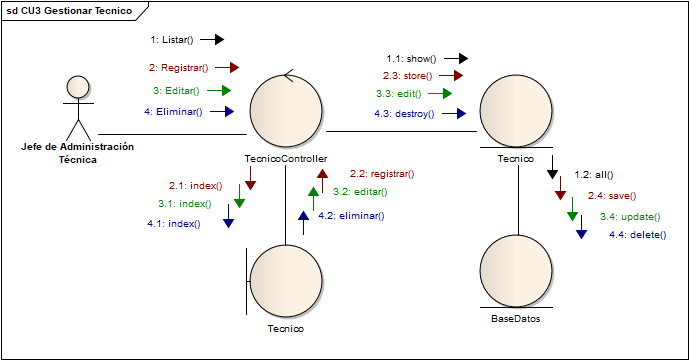 sd CU3 Gestionar Tecnico
1: Listar()
2: Registrar()
3: Editar()
4: Eliminar()
1.1: show()
2.3: store()
3.3: edit()
4.3: destroy()
Jefe de Administración
Técnica
TecnicoController
Tecnico
2.1: index()
3.1: index()
4.1: index()
2.2: registrar()
3.2: editar()
4.2: eliminar()
1.2: all()
2.4: save()
3.4: update()
4.4: delete()
Tecnico
BaseDatos